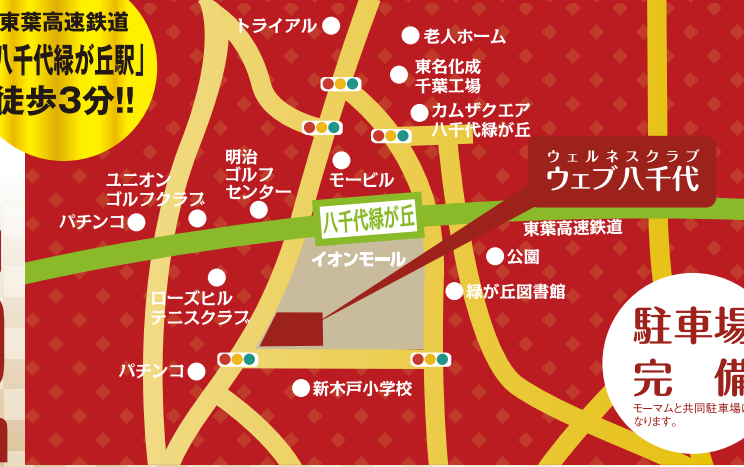 東葉高速鉄道
八千代緑が丘駅」
徒歩3分!!
トライアル
老人ホーム
東名化成
千葉工場
カムザクエア
八千代緑が丘
モービル
明治
ゴルフ
センター
ユニオン
ゴルフクラブ
パチンコ
ウェルネスクラブ
ウェブ八千代
八千代緑が丘
東葉高速鉄道
イオンモール
公園
緑が丘図書館
ローズヒル
テニスクラブ
パチンコ
新木戸小学校
駐車場
完備
モーマムと共同駐車場に
なります。